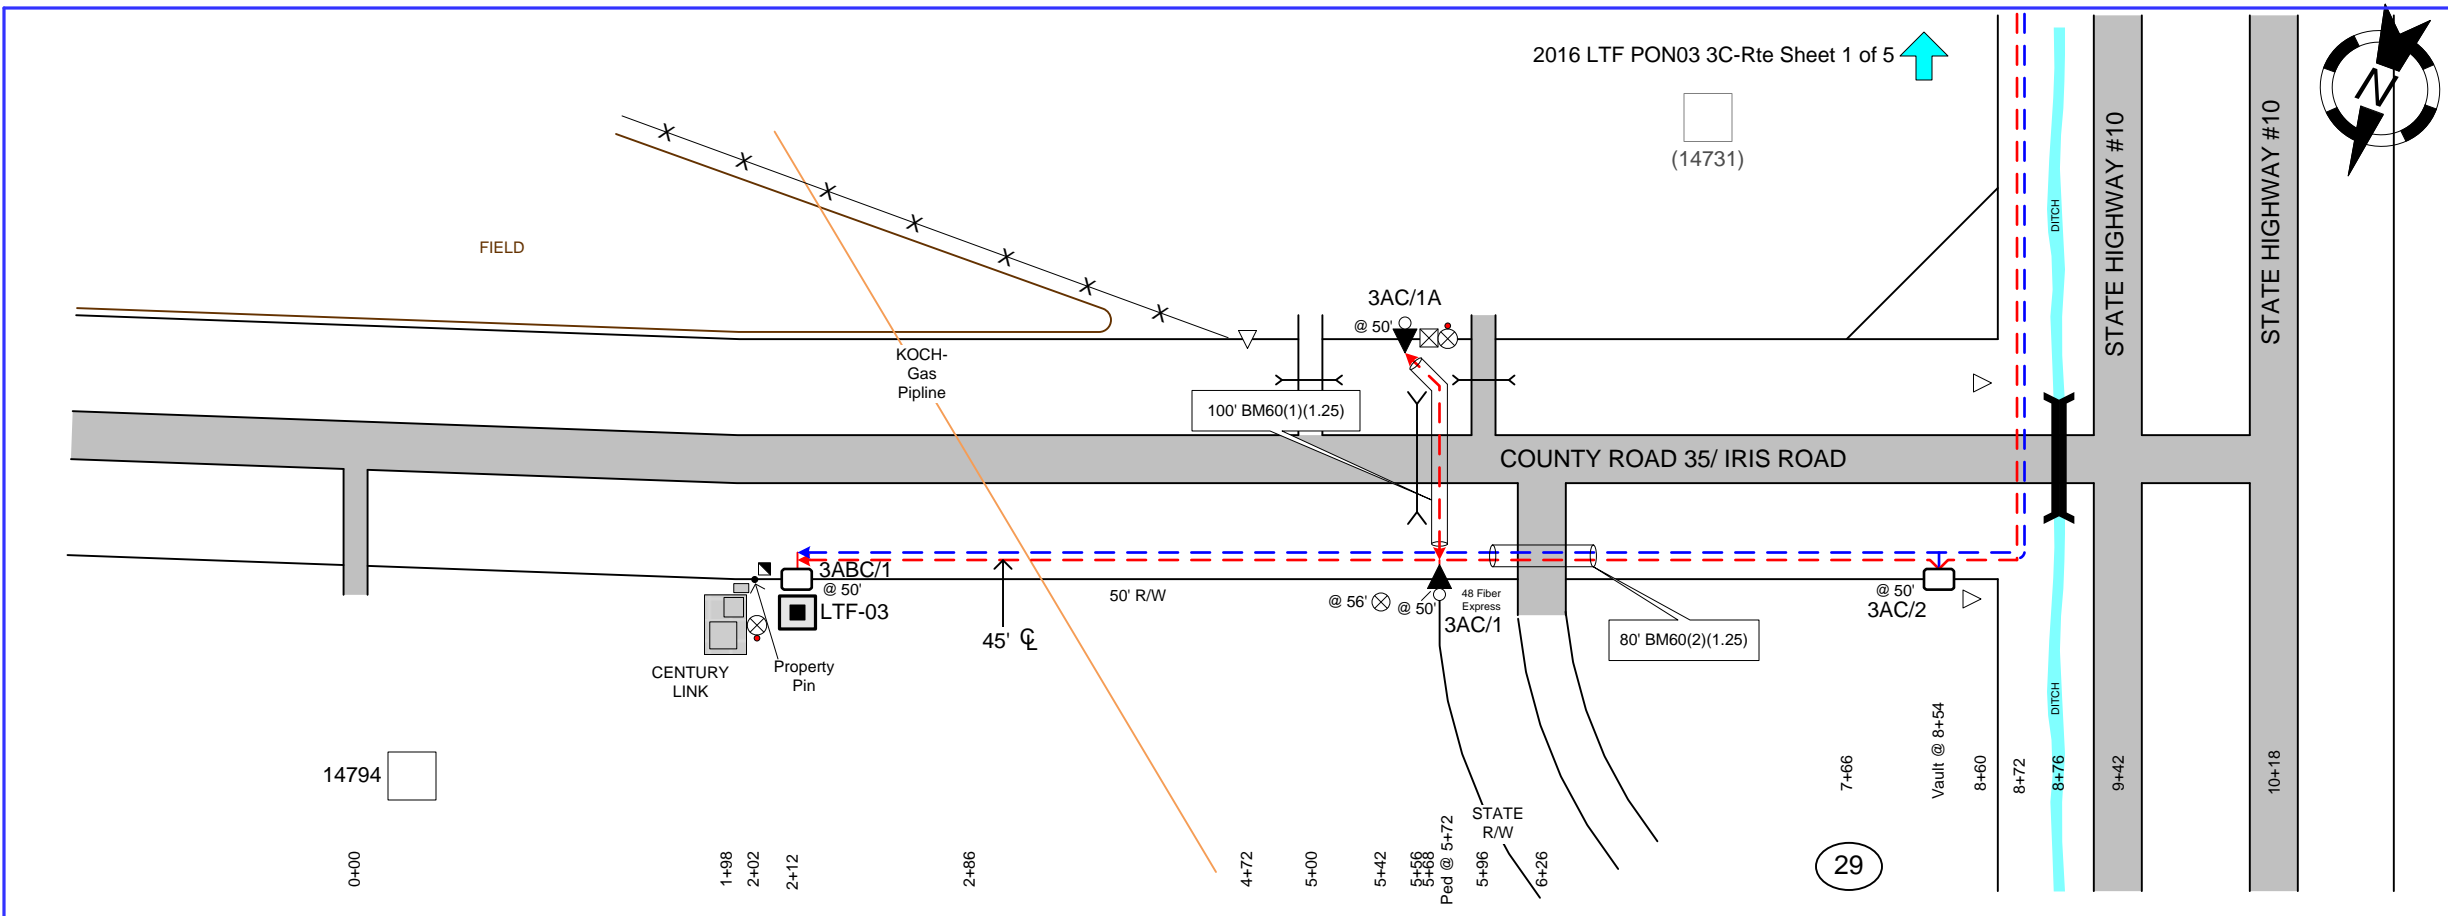 2016 LTF PON03 3C-Rte Sheet 1 of 5
N
(14731)
STATE HIGHWAY #10
STATE HIGHWAY #10
DITCH
FIELD
X
X
X
X
X
X
X
3AC/1A
@ 50'
KOCH-
Gas
Pipline
100' BM60(1)(1.25)
COUNTY ROAD 35/ IRIS ROAD
3ABC/1
@ 50'
LTF-03
50' R/W
@ 56'
@ 50'
48 Fiber
Express
3AC/1
@ 50'
3AC/2
45' CL
80' BM60(2)(1.25)
CENTURY
LINK
Property
Pin
DITCH
14794
STATE
R/W
7+66
Vault @ 8+54
8+60
8+72
8+76
9+42
10+18
0+00
1+98
2+02
2+12
2+86
4+72
5+00
5+42
5+56
5+68
Ped @ 5+72
5+96
6+26
29